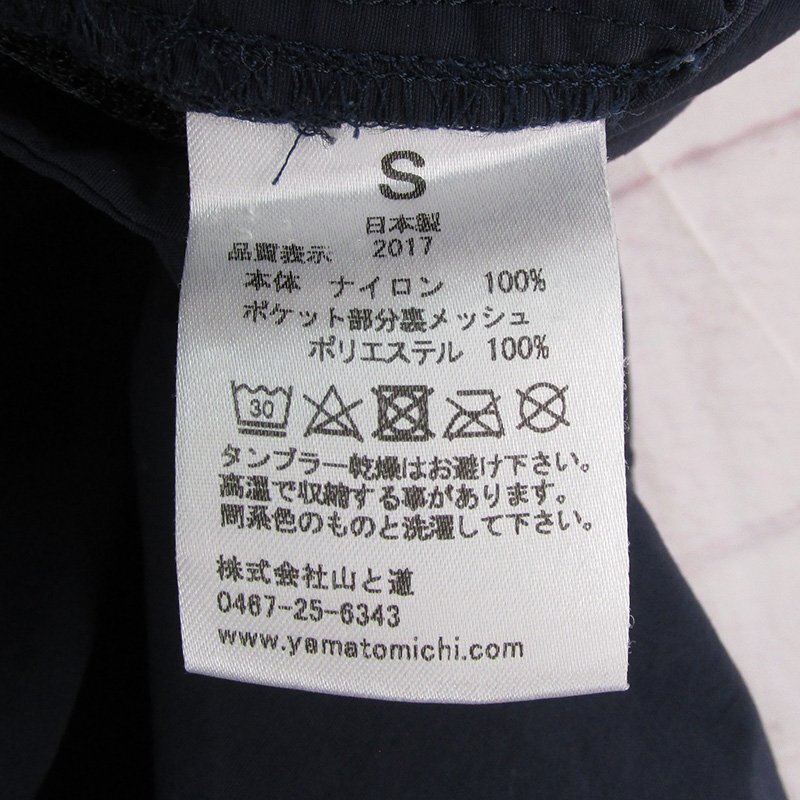 S
日本製
品質表示 2017
本体 ナイロン 100%
ポケット部分裏メッシュ
ポリエステル 100%
30
タンブラー乾燥はお避け下さい。
高温で収縮する事があります。
同系色のものと洗濯して下さい。
株式会社山と道
0467-25-6343
www.yamatomichi.com